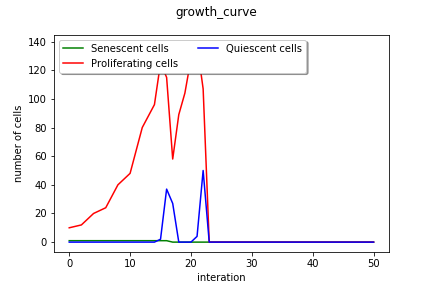 growth_curve
Senescent cells
Proliferating cells
Quiescent cells
number of cells
140
120
100
80
60
40
20
0
0 10 20 30 40 50
interation